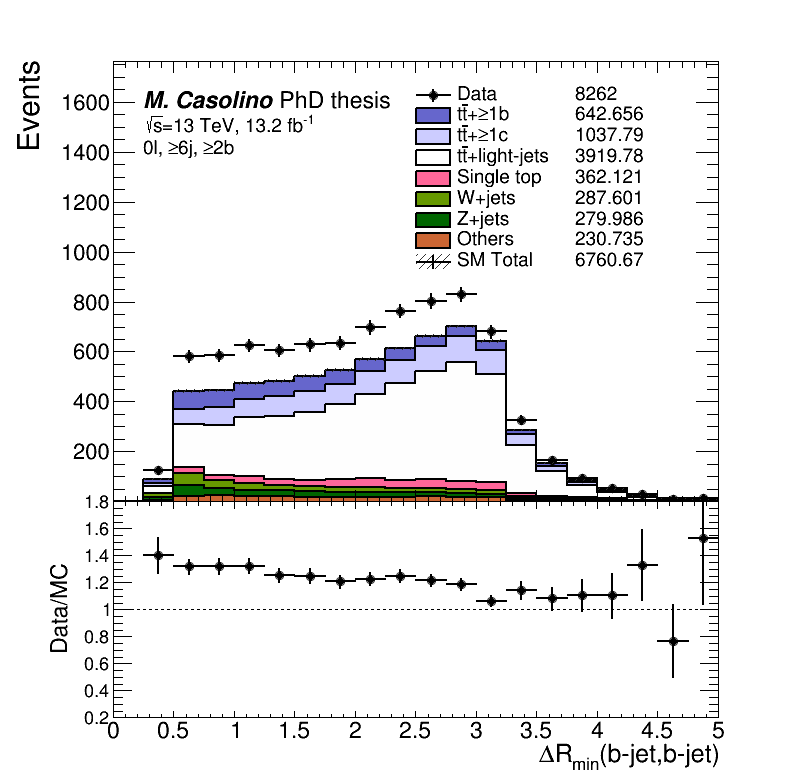 Events
1600
1400
1200
1000
800
600
400
200
M. Casolino PhD thesis
√s=13 TeV, 13.2 fb⁻¹
0l, ≥6j, ≥2b
Data 8262
tt̄+≥1b 642.656
tt̄+≥1c 1037.79
tt̄+light-jets 3919.78
Single top 362.121
W+jets 287.601
Z+jets 279.986
Others 230.735
SM Total 6760.67
Data/MC
1.8
1.6
1.4
1.2
1
0.8
0.6
0.4
0.2
0 0.5 1 1.5 2 2.5 3 3.5 4 4.5 5
ΔR_min(b-jet,b-jet)